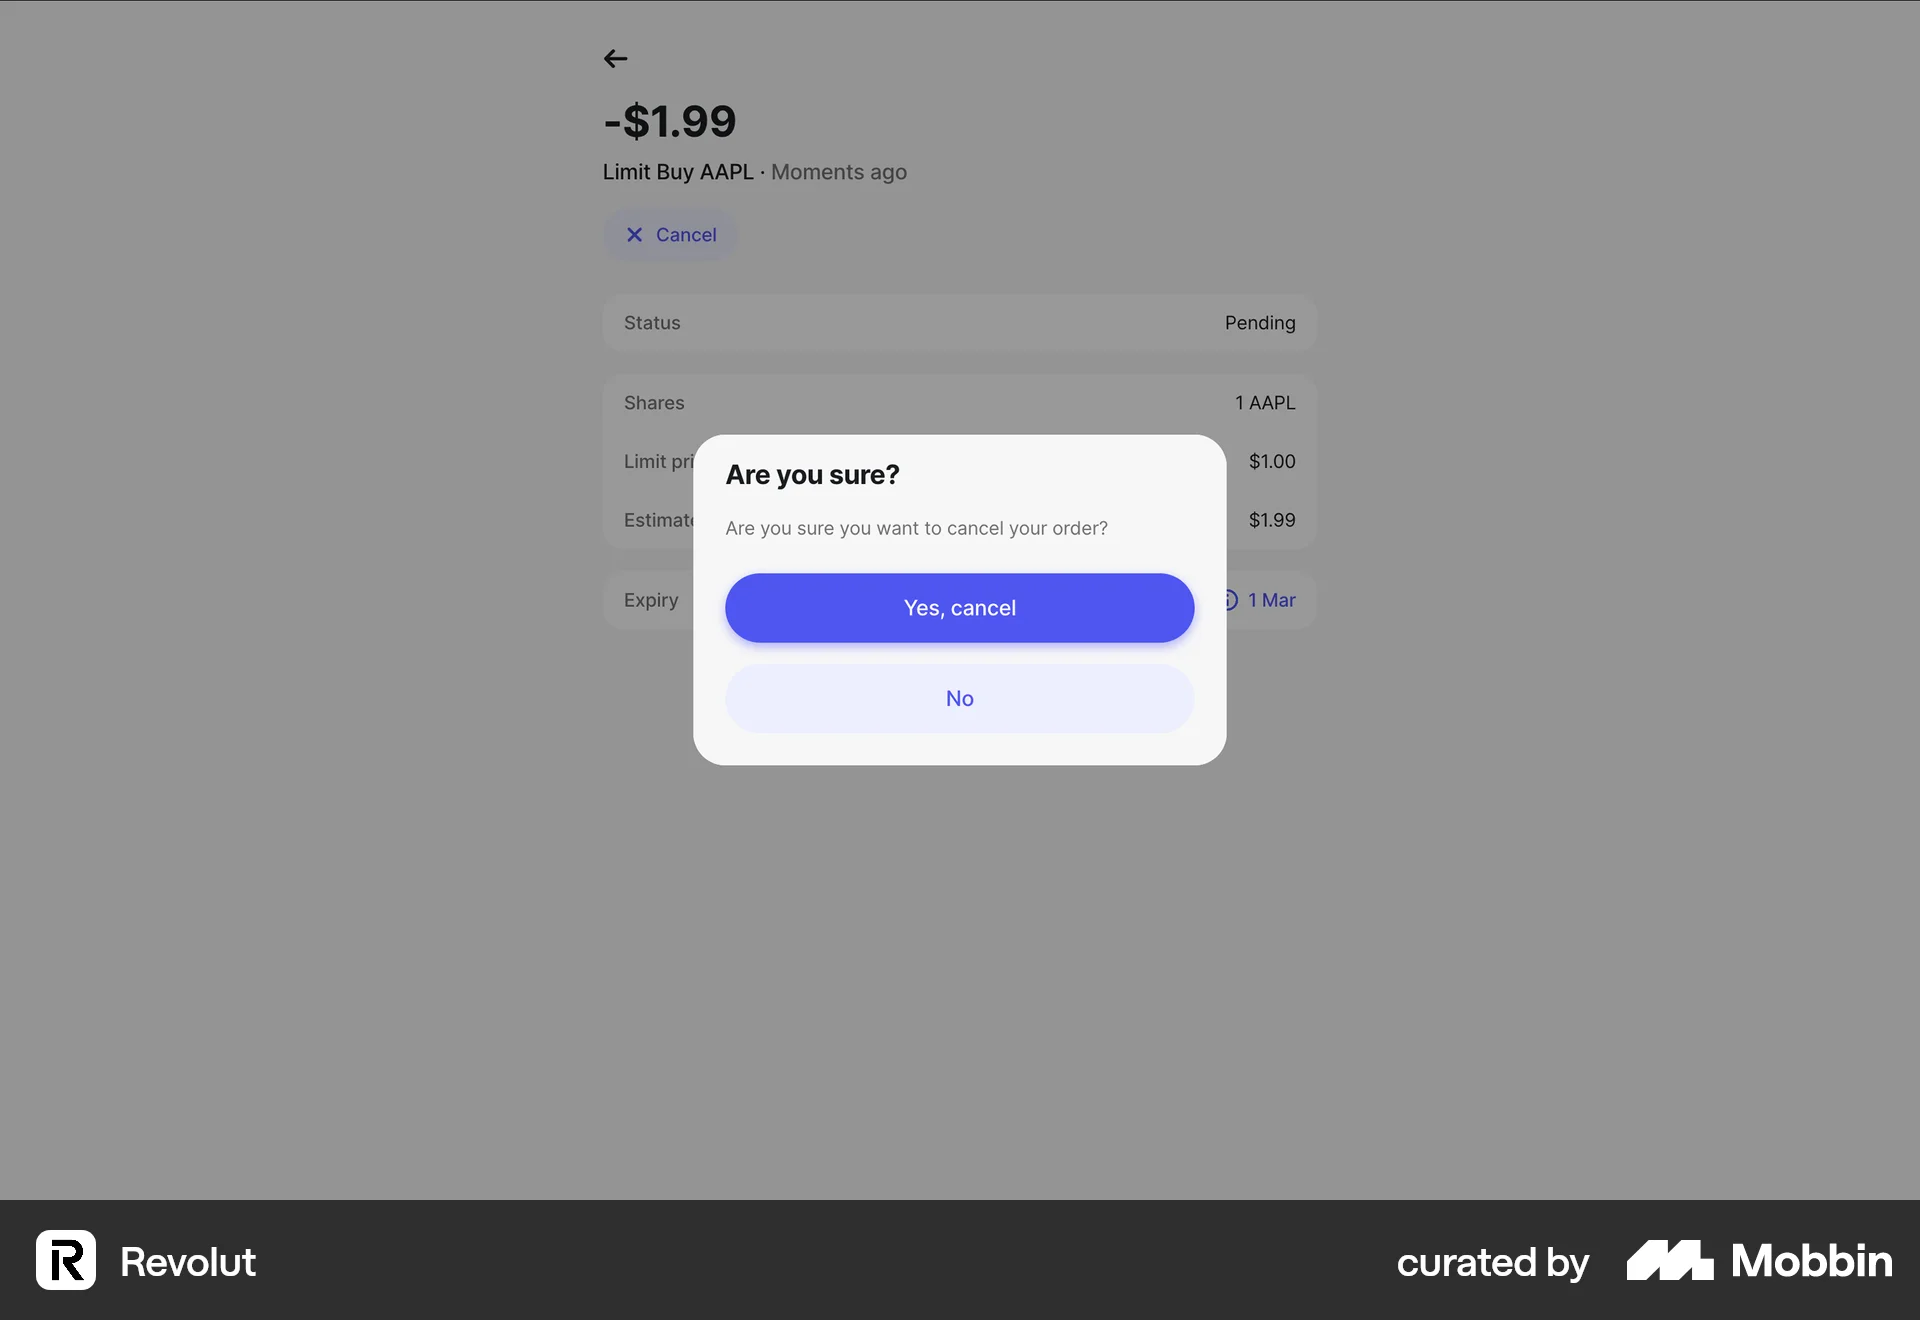 -$1.99
Limit Buy AAPL · Moments ago
Cancel
Status Pending
Shares 1 AAPL
Limit pri $1.00
Estimate $1.99
Expiry 1 Mar
Are you sure?
Are you sure you want to cancel your order?
Yes, cancel
No
Revolut
curated by Mobbin